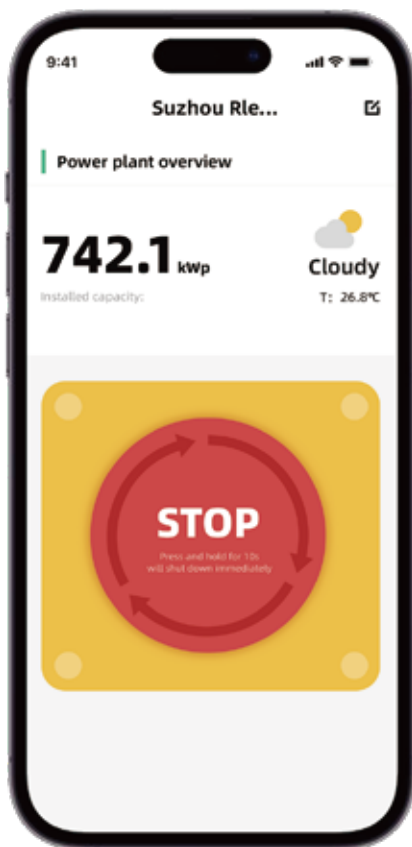 9:41
Suzhou Rle...
Power plant overview
742.1 kWp
Cloudy
Installed capacity:
T: 26.8℃
STOP
Press and hold for 10s
will shut down immediately